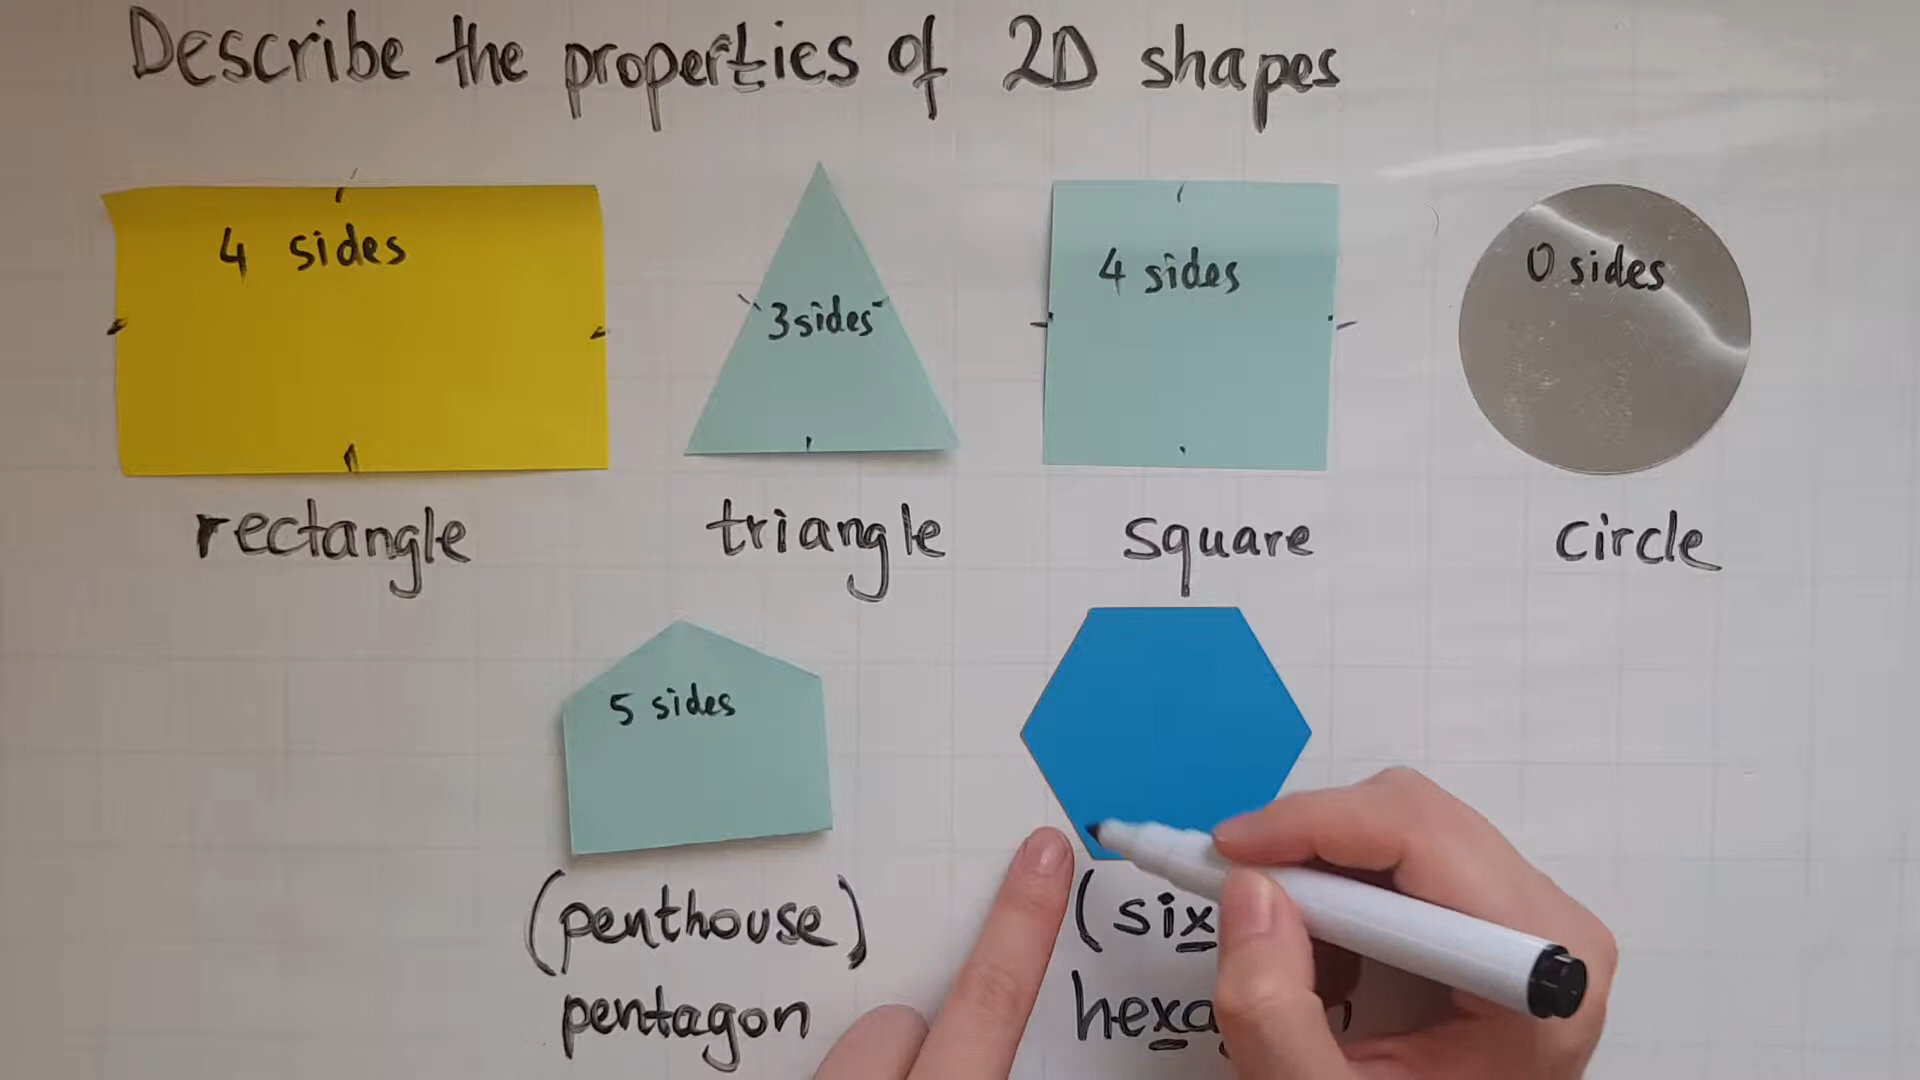 Describe the properties of 2D shapes
4 sides
3 sides
4 sides
0 sides
rectangle
triangle
square
circle
5 sides
(penthouse)
pentagon
(six